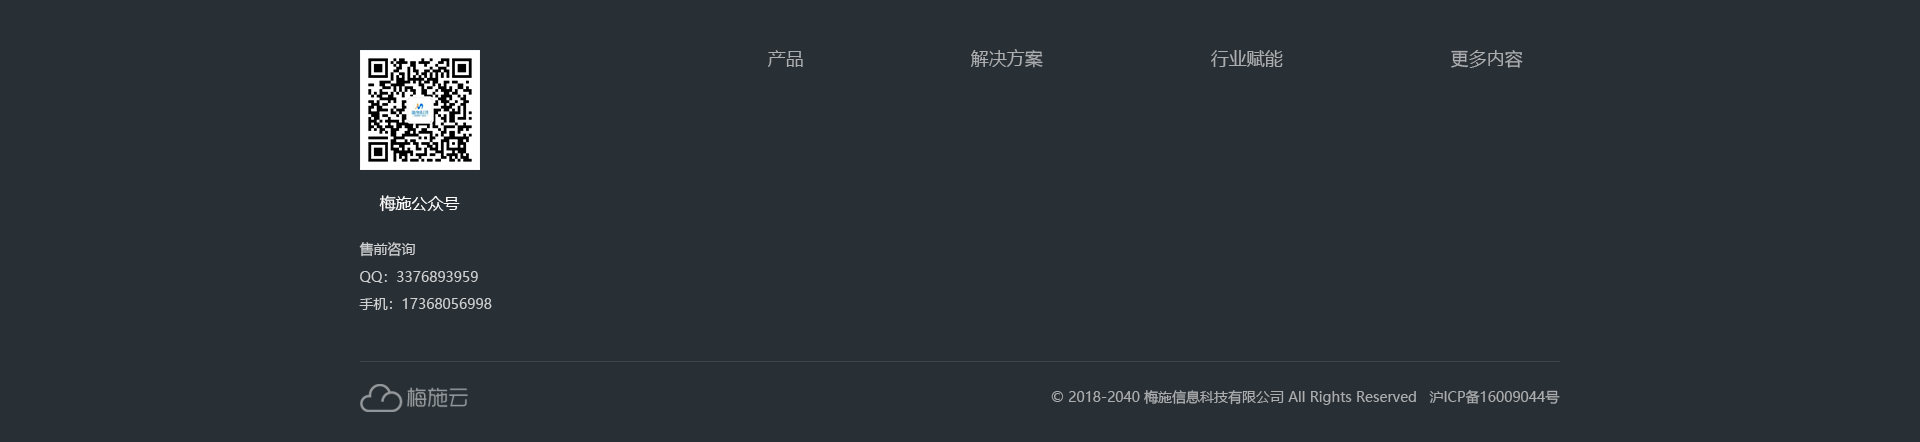 产品
解决方案
行业赋能
更多内容
梅施公众号
售前咨询
QQ：3376893959
手机：17368056998
梅施云
© 2018-2040 梅施信息科技有限公司 All Rights Reserved 沪ICP备16009044号